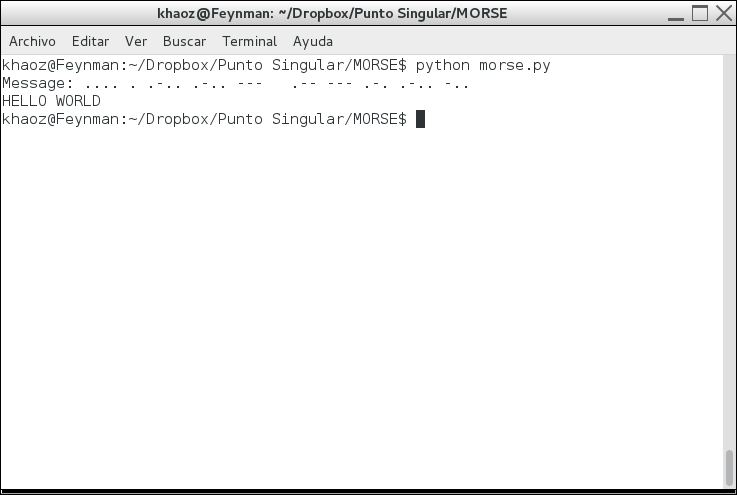 khaoz@Feynman: ~/Dropbox/Punto Singular/MORSE
Archivo Editar Ver Buscar Terminal Ayuda
khaoz@Feynman:~/Dropbox/Punto Singular/MORSE$ python morse.py
Message: .... . .-.. .-.. ---   .-- --- .-. .-.. -..
HELLO WORLD
khaoz@Feynman:~/Dropbox/Punto Singular/MORSE$